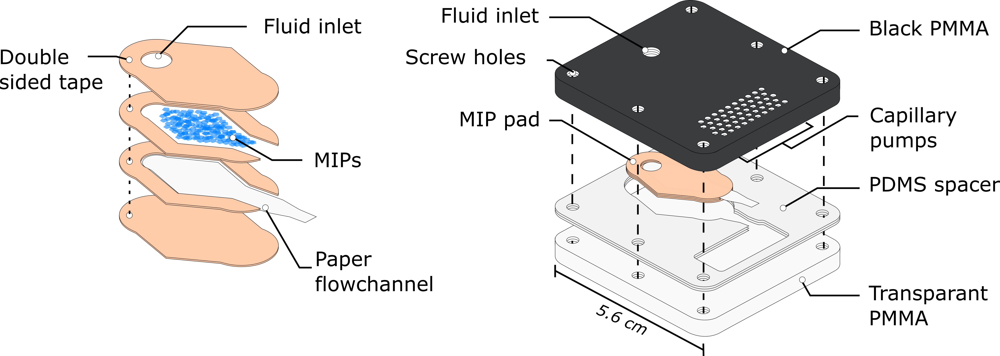 Fluid inlet
Double
sided tape
MIPs
Paper
flowchannel
Fluid inlet
Screw holes
MIP pad
Black PMMA
Capillary
pumps
PDMS spacer
Transparant
PMMA
5.6 cm